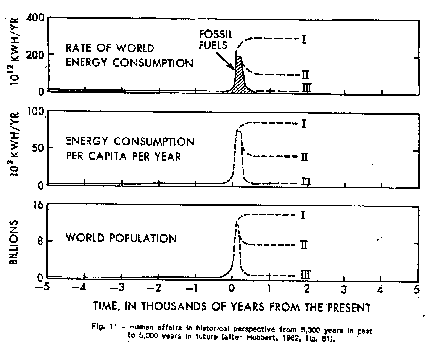 400
200
0
10¹² KWH/YR
RATE OF WORLD
ENERGY CONSUMPTION
FOSSIL
FUELS
I
II
III
100
50
0
10³ KWH/YR
ENERGY CONSUMPTION
PER CAPITA PER YEAR
I
II
III
16
8
0
BILLIONS
WORLD POPULATION
I
II
III
-5 -4 -3 -2 -1 0 1 2 3 4 5
TIME, IN THOUSANDS OF YEARS FROM THE PRESENT
Fig. - Human affairs in historical perspective from 5,000 years in past
to 5,000 years in future (after Hubbert, 1962, fig. 61).